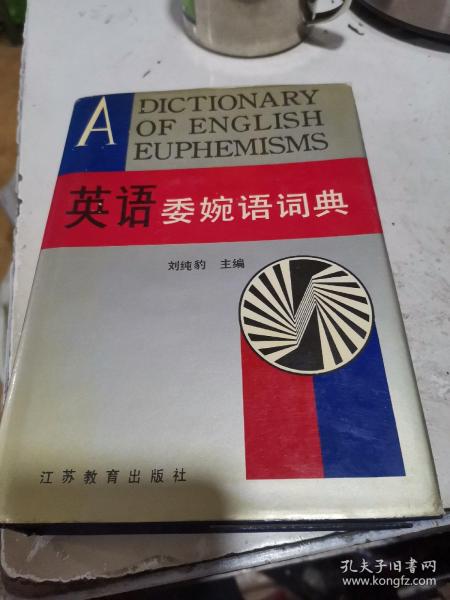 A DICTIONARY
OF ENGLISH
EUPHEMISMS
英语委婉语词典
刘纯豹 主编
江苏教育出版社
孔夫子旧书网
www.kongfz.com